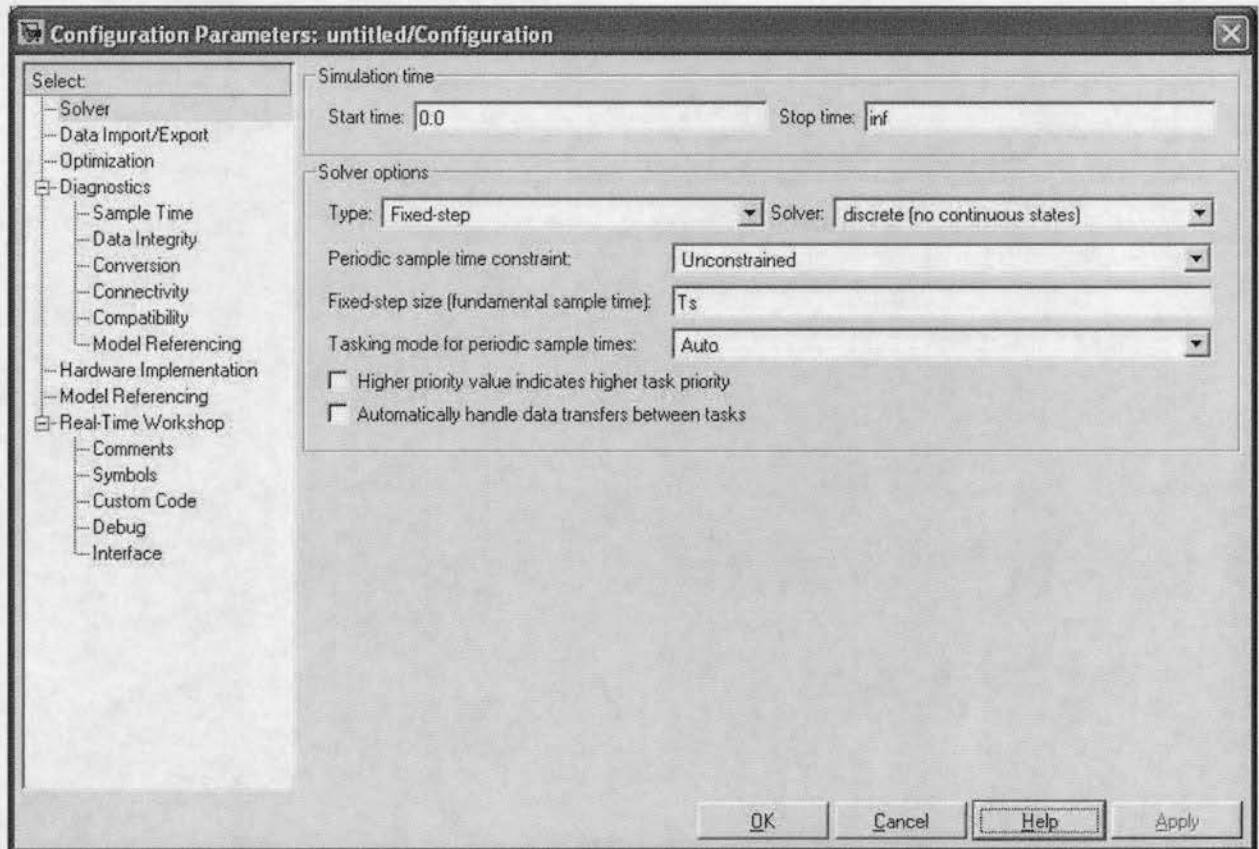 Configuration Parameters: untitled/Configuration
Select:
Solver
Data Import/Export
Optimization
Diagnostics
Sample Time
Data Integrity
Conversion
Connectivity
Compatibility
Model Referencing
Hardware Implementation
Model Referencing
Real-Time Workshop
Comments
Symbols
Custom Code
Debug
Interface
Simulation time
Start time: 0.0 Stop time: inf
Solver options
Type: Fixed-step Solver: discrete (no continuous states)
Periodic sample time constraint: Unconstrained
Fixed-step size (fundamental sample time): Ts
Tasking mode for periodic sample times: Auto
Higher priority value indicates higher task priority
Automatically handle data transfers between tasks
OK Cancel Help Apply